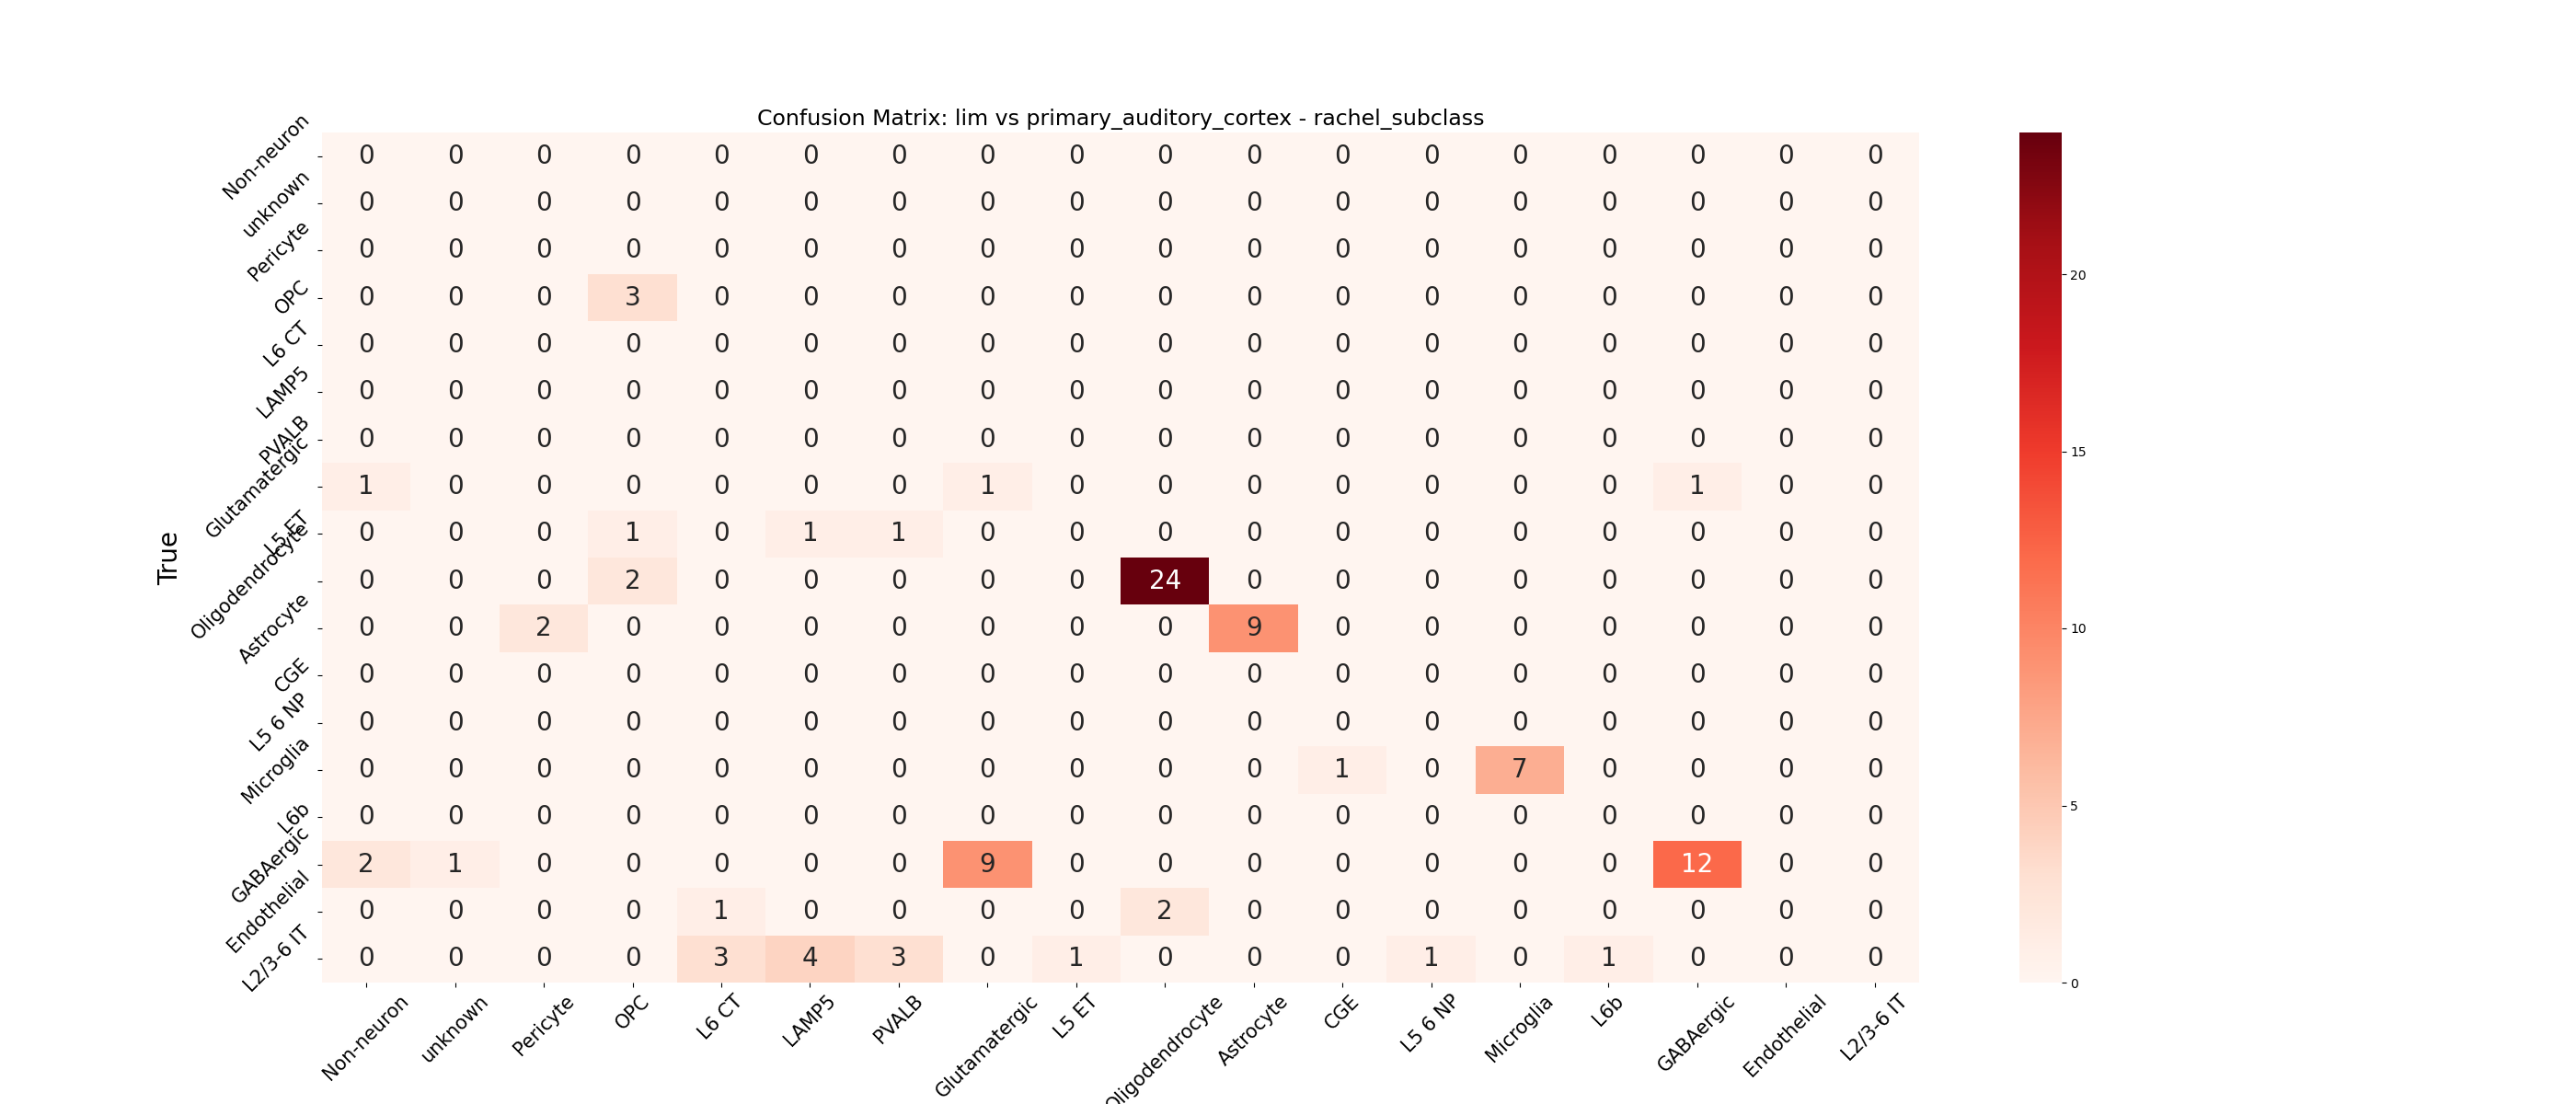 Confusion Matrix: lim vs primary_auditory_cortex - rachel_subclass
True
Non-neuron 0 0 0 0 0 0 0 0 0 0 0 0 0 0 0 0 0 0
unknown 0 0 0 0 0 0 0 0 0 0 0 0 0 0 0 0 0 0
Pericyte 0 0 0 0 0 0 0 0 0 0 0 0 0 0 0 0 0 0
OPC 0 0 0 3 0 0 0 0 0 0 0 0 0 0 0 0 0 0
L6 CT 0 0 0 0 0 0 0 0 0 0 0 0 0 0 0 0 0 0
LAMP5 0 0 0 0 0 0 0 0 0 0 0 0 0 0 0 0 0 0
PVALB 0 0 0 0 0 0 0 0 0 0 0 0 0 0 0 0 0 0
Glutamatergic 1 0 0 0 0 0 0 1 0 0 0 0 0 0 0 1 0 0
L5 ET 0 0 0 1 0 1 1 0 0 0 0 0 0 0 0 0 0 0
Oligodendrocyte 0 0 0 2 0 0 0 0 0 24 0 0 0 0 0 0 0 0
Astrocyte 0 0 2 0 0 0 0 0 0 0 9 0 0 0 0 0 0 0
CGE 0 0 0 0 0 0 0 0 0 0 0 0 0 0 0 0 0 0
L5 6 NP 0 0 0 0 0 0 0 0 0 0 0 0 0 0 0 0 0 0
Microglia 0 0 0 0 0 0 0 0 0 0 0 1 0 7 0 0 0 0
L6b 0 0 0 0 0 0 0 0 0 0 0 0 0 0 0 0 0 0
GABAergic 2 1 0 0 0 0 0 9 0 0 0 0 0 0 0 12 0 0
Endothelial 0 0 0 0 1 0 0 0 0 2 0 0 0 0 0 0 0 0
L2/3-6 IT 0 0 0 0 3 4 3 0 1 0 0 0 1 0 1 0 0 0
Non-neuron unknown Pericyte OPC L6 CT LAMP5 PVALB Glutamatergic L5 ET Oligodendrocyte Astrocyte CGE L5 6 NP Microglia L6b GABAergic Endothelial L2/3-6 IT
20
15
10
5
0